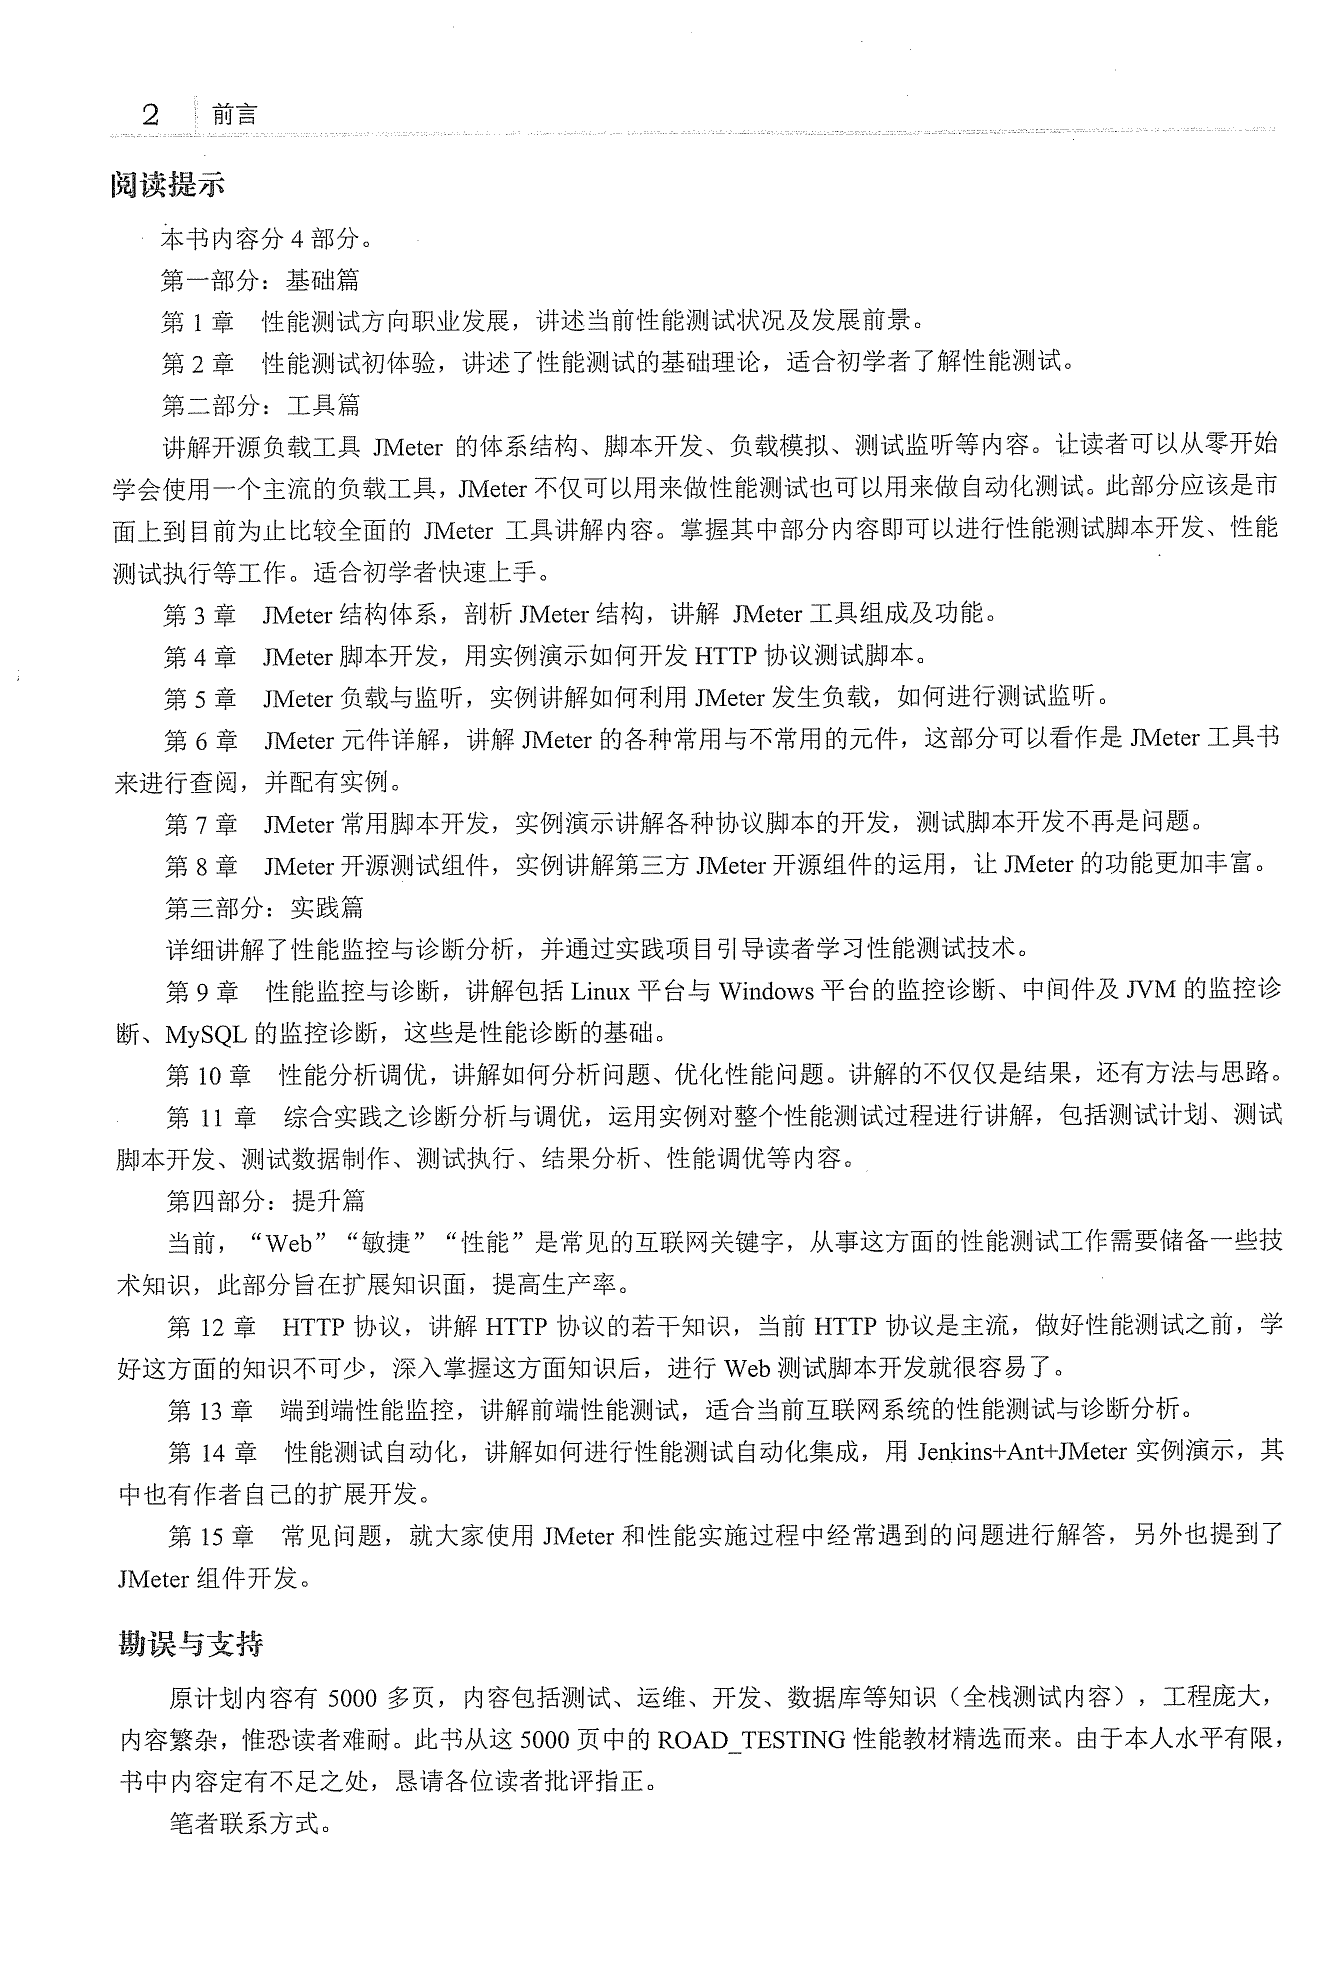 2 前言
阅读提示
本书内容分 4 部分。
第一部分：基础篇
第 1 章　性能测试方向职业发展，讲述当前性能测试状况及发展前景。
第 2 章　性能测试初体验，讲述了性能测试的基础理论，适合初学者了解性能测试。
第二部分：工具篇
讲解开源负载工具 JMeter 的体系结构、脚本开发、负载模拟、测试监听等内容。让读者可以从零开始
学会使用一个主流的负载工具，JMeter 不仅可以用来做性能测试也可以用来做自动化测试。此部分应该是市
面上到目前为止比较全面的 JMeter 工具讲解内容。掌握其中部分内容即可以进行性能测试脚本开发、性能
测试执行等工作。适合初学者快速上手。
第 3 章　JMeter 结构体系，剖析 JMeter 结构，讲解 JMeter 工具组成及功能。
第 4 章　JMeter 脚本开发，用实例演示如何开发 HTTP 协议测试脚本。
第 5 章　JMeter 负载与监听，实例讲解如何利用 JMeter 发生负载，如何进行测试监听。
第 6 章　JMeter 元件详解，讲解 JMeter 的各种常用与不常用的元件，这部分可以看作是 JMeter 工具书
来进行查阅，并配有实例。
第 7 章　JMeter 常用脚本开发，实例演示讲解各种协议脚本的开发，测试脚本开发不再是问题。
第 8 章　JMeter 开源测试组件，实例讲解第三方 JMeter 开源组件的运用，让 JMeter 的功能更加丰富。
第三部分：实践篇
详细讲解了性能监控与诊断分析，并通过实践项目引导读者学习性能测试技术。
第 9 章　性能监控与诊断，讲解包括 Linux 平台与 Windows 平台的监控诊断、中间件及 JVM 的监控诊
断、MySQL 的监控诊断，这些是性能诊断的基础。
第 10 章　性能分析调优，讲解如何分析问题、优化性能问题。讲解的不仅仅是结果，还有方法与思路。
第 11 章　综合实践之诊断分析与调优，运用实例对整个性能测试过程进行讲解，包括测试计划、测试
脚本开发、测试数据制作、测试执行、结果分析、性能调优等内容。
第四部分：提升篇
当前，“Web”“敏捷”“性能”是常见的互联网关键字，从事这方面的性能测试工作需要储备一些技
术知识，此部分旨在扩展知识面，提高生产率。
第 12 章　HTTP 协议，讲解 HTTP 协议的若干知识，当前 HTTP 协议是主流，做好性能测试之前，学
好这方面的知识不可少，深入掌握这方面知识后，进行 Web 测试脚本开发就很容易了。
第 13 章　端到端性能监控，讲解前端性能测试，适合当前互联网系统的性能测试与诊断分析。
第 14 章　性能测试自动化，讲解如何进行性能测试自动化集成，用 Jenkins+Ant+JMeter 实例演示，其
中也有作者自己的扩展开发。
第 15 章　常见问题，就大家使用 JMeter 和性能实施过程中经常遇到的问题进行解答，另外也提到了
JMeter 组件开发。
勘误与支持
原计划内容有 5000 多页，内容包括测试、运维、开发、数据库等知识（全栈测试内容），工程庞大，
内容繁杂，惟恐读者难耐。此书从这 5000 页中的 ROAD_TESTING 性能教材精选而来。由于本人水平有限，
书中内容定有不足之处，恳请各位读者批评指正。
笔者联系方式。